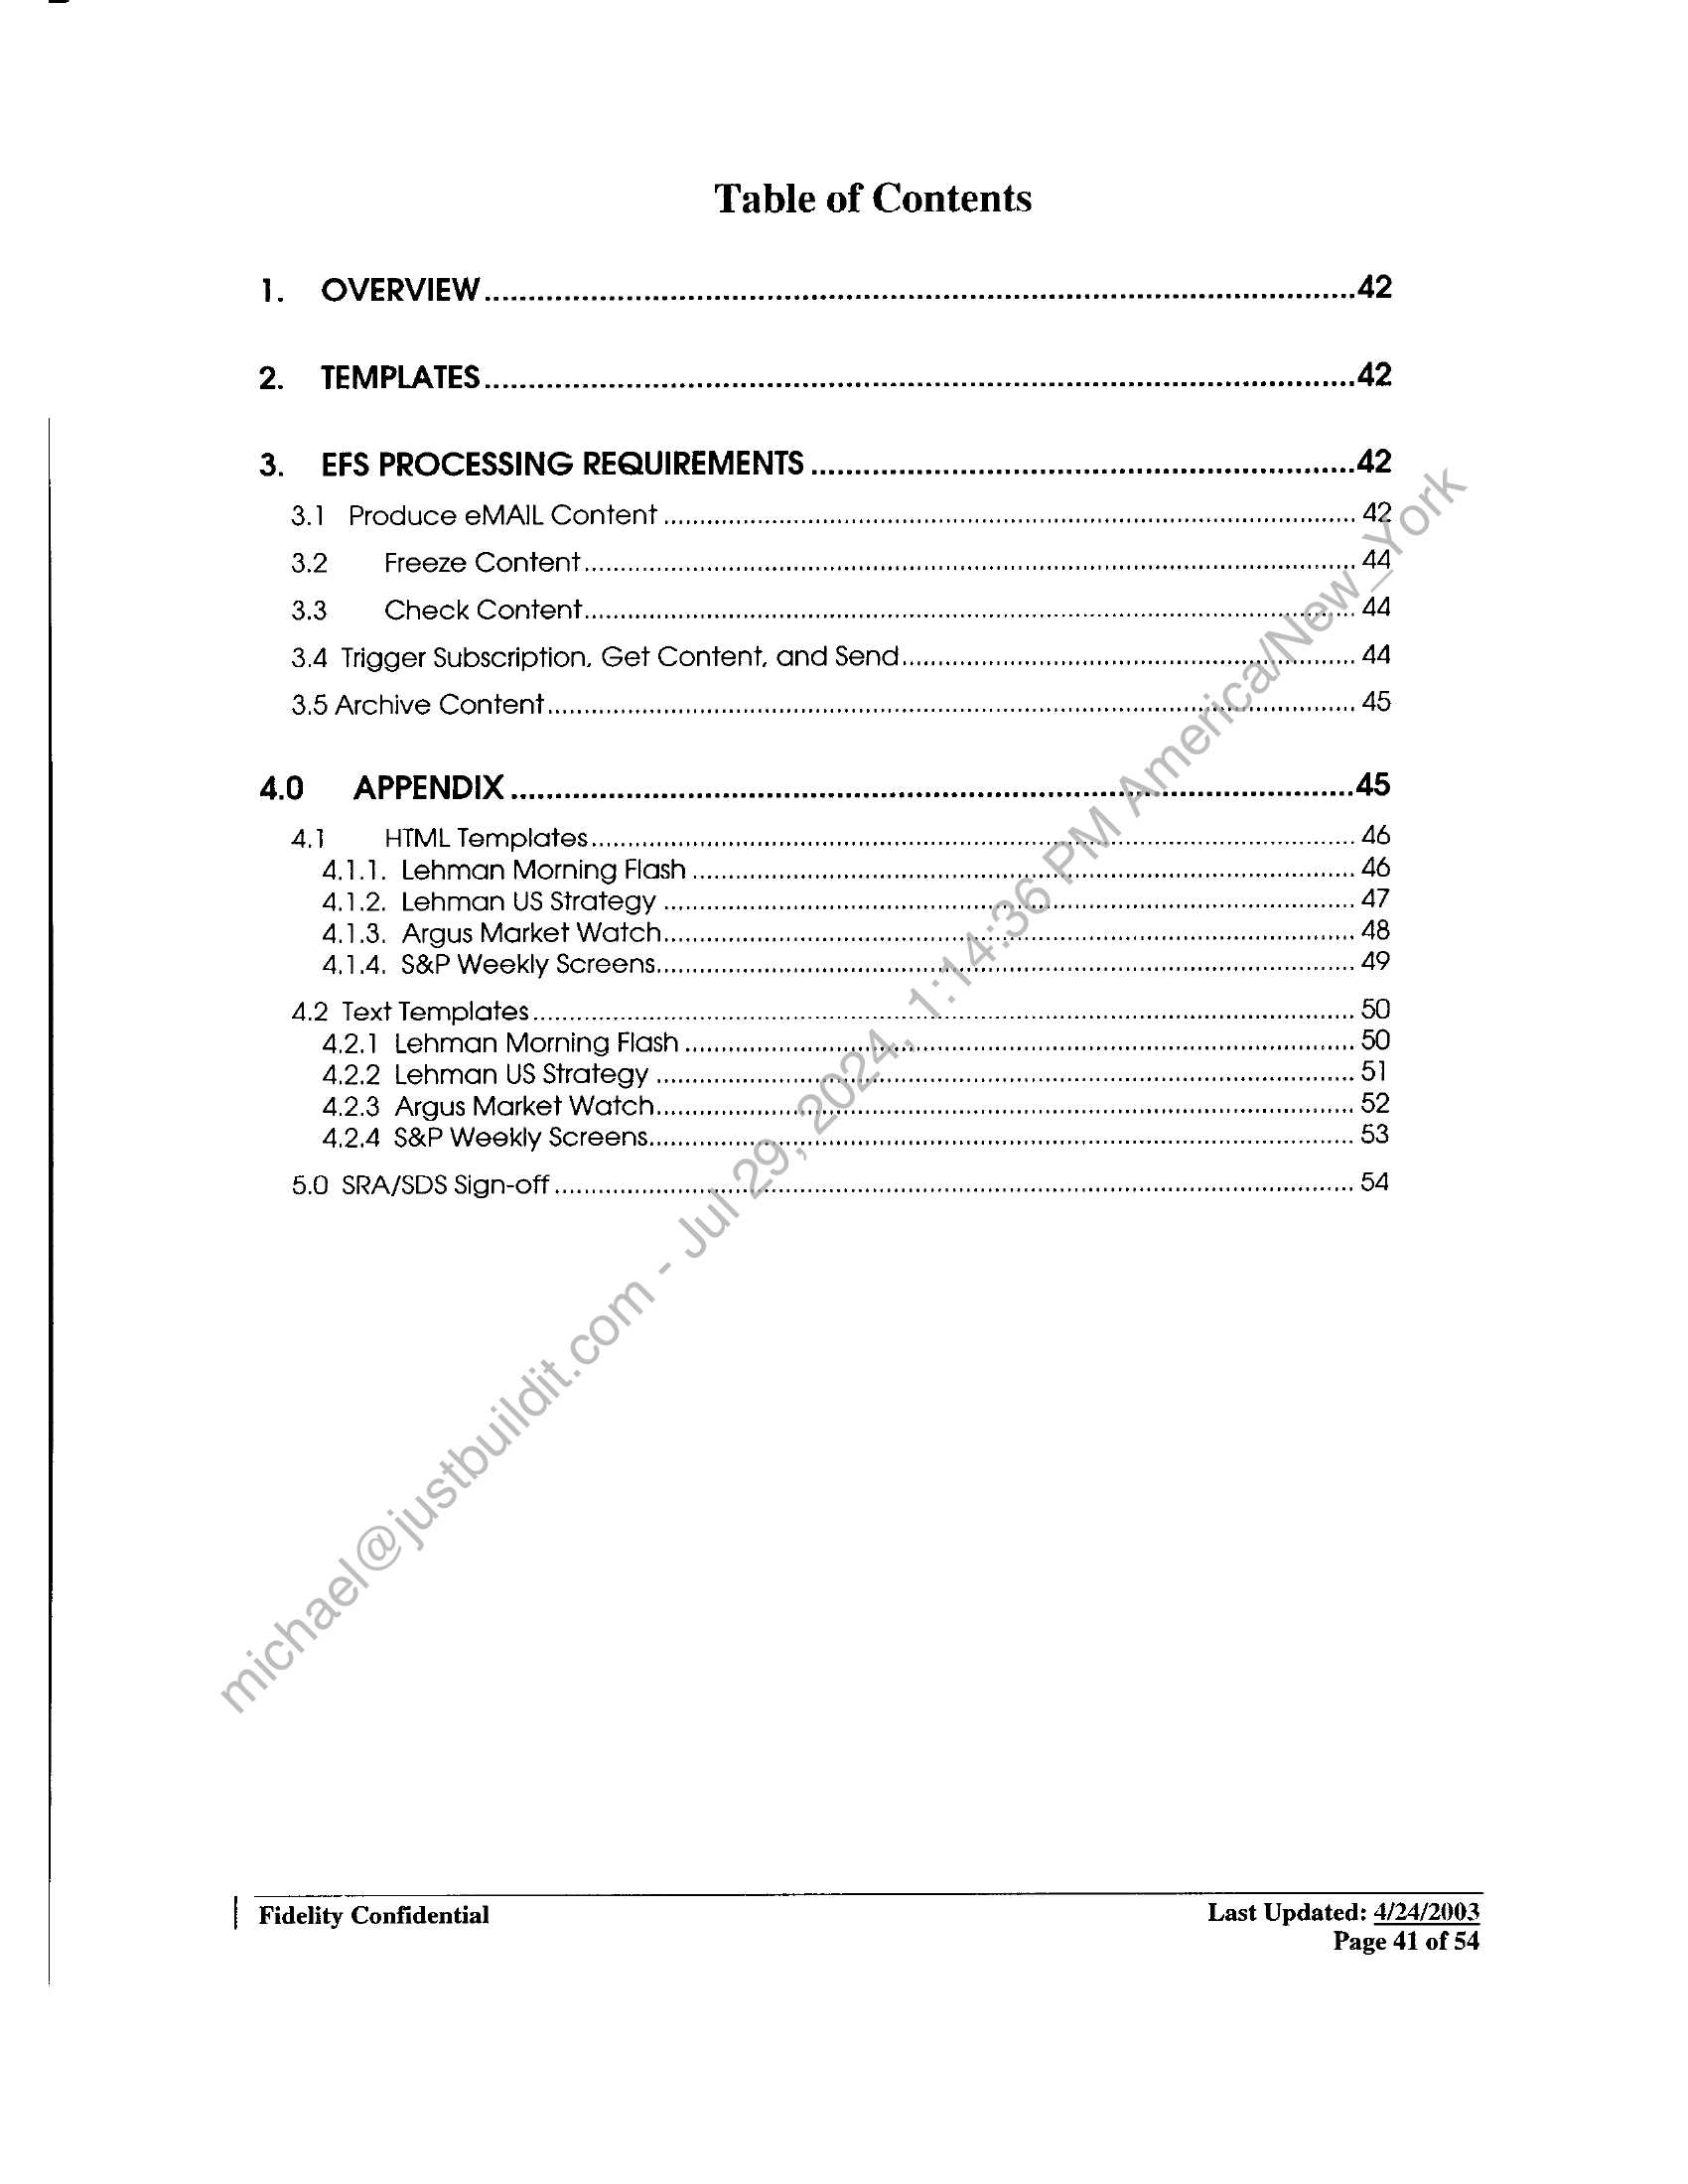 Table of Contents
1. OVERVIEW 42
2. TEMPLATES 42
3. EFS PROCESSING REQUIREMENTS 42
3.1 Produce eMAIL Content 42
3.2 Freeze Content 44
3.3 Check Content 44
3.4 Trigger Subscription, Get Content, and Send 44
3.5 Archive Content 45
4.0 APPENDIX 45
4.1 HTML Templates 46
4.1.1. Lehman Morning Flash 46
4.1.2. Lehman US Strategy 47
4.1.3. Argus Market Watch 48
4.1.4. S&P Weekly Screens 49
4.2 Text Templates 50
4.2.1 Lehman Morning Flash 50
4.2.2 Lehman US Strategy 51
4.2.3 Argus Market Watch 52
4.2.4 S&P Weekly Screens 53
5.0 SRA/SDS Sign-off 54
michael@justbuildit.com - Jul 29, 2024, 1:14:36 PM America/New_York
Fidelity Confidential Last Updated: 4/24/2003
Page 41 of 54